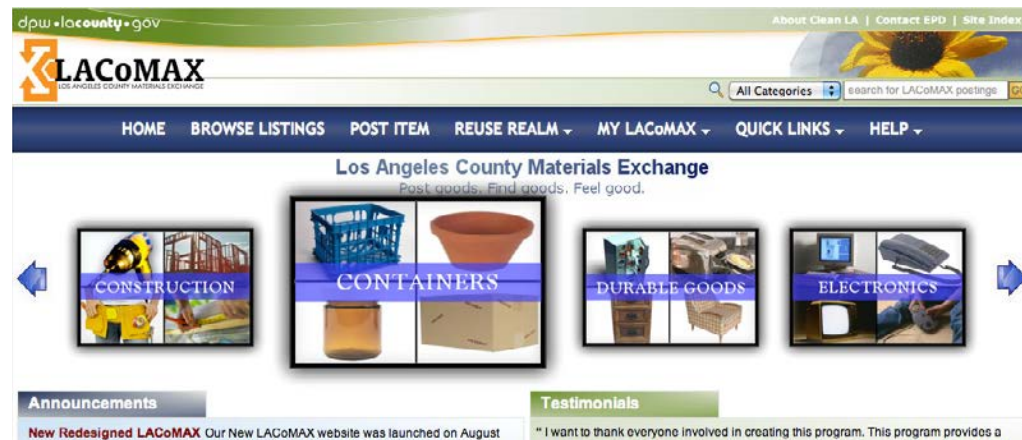 dpw•lacounty•gov
About Clean LA | Contact EPD | Site Index
LACoMAX
LOS ANGELES COUNTY MATERIALS EXCHANGE
All Categories
search for LACoMAX postings
HOME BROWSE LISTINGS POST ITEM REUSE REALM MY LACoMAX QUICK LINKS HELP
Los Angeles County Materials Exchange
Post goods. Find goods. Feel good.
CONSTRUCTION
CONTAINERS
DURABLE GOODS
ELECTRONICS
Announcements
New Redesigned LACoMAX Our New LACoMAX website was launched on August
Testimonials
" I want to thank everyone involved in creating this program. This program provides a